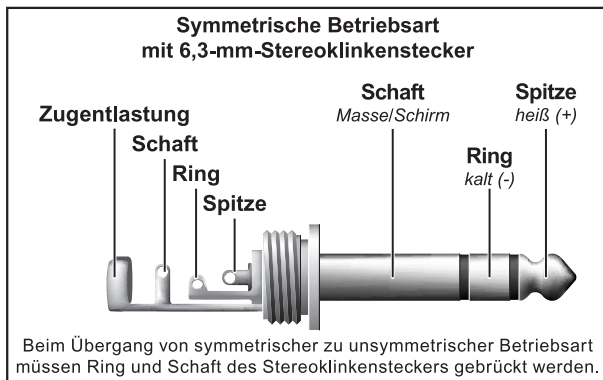 Symmetrische Betriebsart
mit 6,3-mm-Stereoklinkenstecker
Zugentlastung
Schaft
Ring
Spitze
Schaft
Masse/Schirm
Ring
kalt (-)
Spitze
heiß (+)
Beim Übergang von symmetrischer zu unsymmetrischer Betriebsart
müssen Ring und Schaft des Stereoklinkensteckers gebrückt werden.